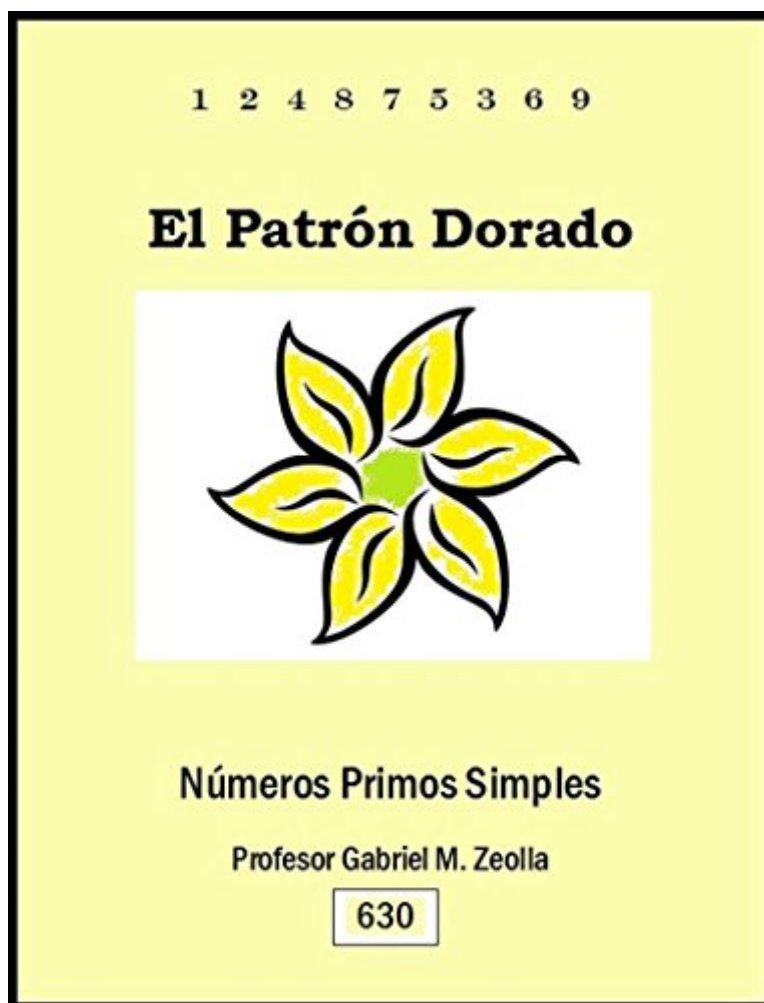 1 2 4 8 7 5 3 6 9
El Patrón Dorado
Números Primos Simples
Profesor Gabriel M. Zeolla
630